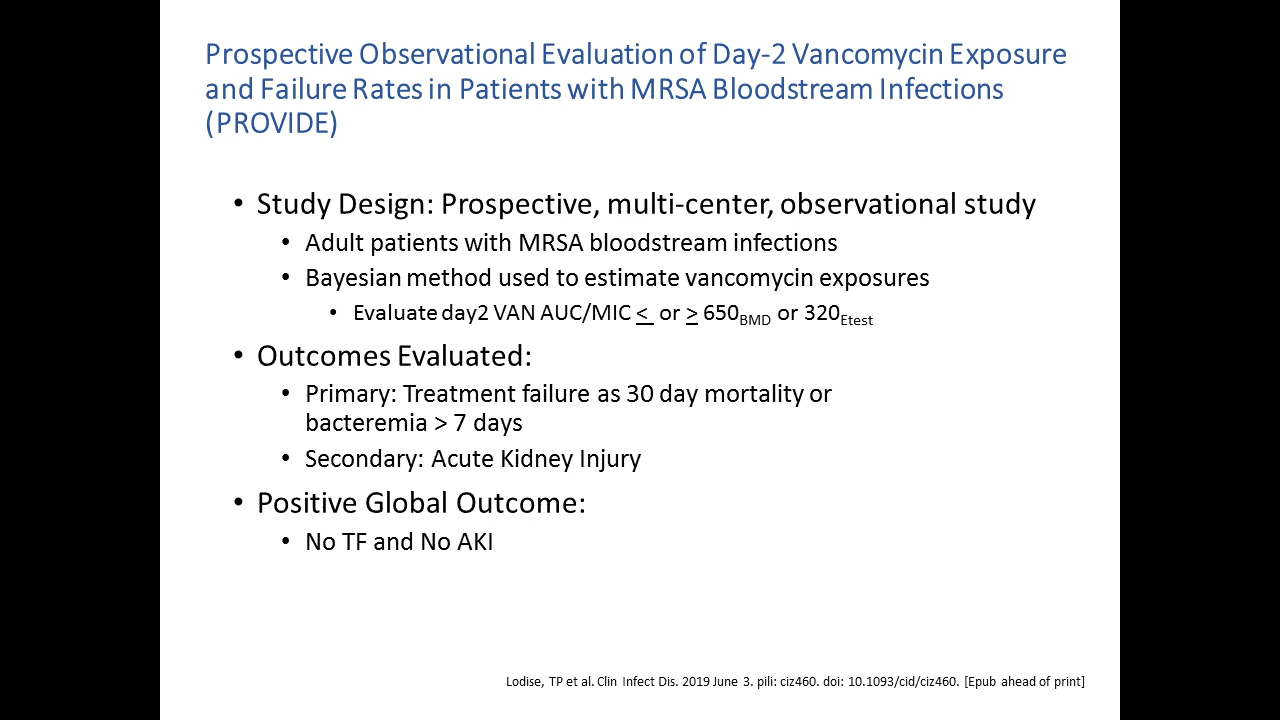 Prospective Observational Evaluation of Day-2 Vancomycin Exposure
and Failure Rates in Patients with MRSA Bloodstream Infections
(PROVIDE)
• Study Design: Prospective, multi-center, observational study
• Adult patients with MRSA bloodstream infections
• Bayesian method used to estimate vancomycin exposures
• Evaluate day2 VAN AUC/MIC < or > 650BMD or 320Etest
• Outcomes Evaluated:
• Primary: Treatment failure as 30 day mortality or
bacteremia > 7 days
• Secondary: Acute Kidney Injury
• Positive Global Outcome:
• No TF and No AKI
Lodise, TP et al. Clin Infect Dis. 2019 June 3. pili: ciz460. doi: 10.1093/cid/ciz460. [Epub ahead of print]